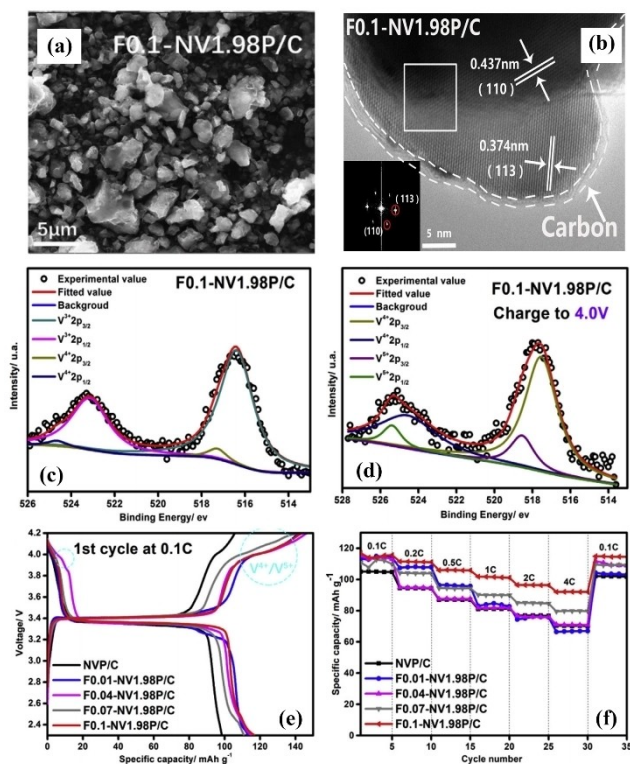 (a)
F0.1-NV1.98P/C
5μm
F0.1-NV1.98P/C
(b)
0.437nm
(110)
0.374nm
(113)
(113)
(110)
5 nm
Carbon
Experimental value
Fitted value
Backgroud
V3+2p3/2
V3+2p1/2
V4+2p3/2
V4+2p1/2
F0.1-NV1.98P/C
(c)
Intensity/ u.a.
526 524 522 520 518 516 514
Binding Energy/ ev
Experimental value
Fitted value
Backgroud
V4+2p3/2
V4+2p1/2
V5+2p3/2
V5+2p1/2
F0.1-NV1.98P/C
Charge to 4.0V
(d)
Intensity/ u.a.
528 526 524 522 520 518 516 514
Binding Energy/ ev
1st cycle at 0.1C
V4+/V5+
Voltage/ V
4.2
4.0
3.8
3.6
3.4
3.2
3.0
2.8
2.6
2.4
NVP/C
F0.01-NV1.98P/C
F0.04-NV1.98P/C
F0.07-NV1.98P/C
F0.1-NV1.98P/C
(e)
0 20 40 60 80 100 120 140
Specific capacity/ mAh g-1
0.1C 0.2C 0.5C 1C 2C 4C 0.1C
Specific capacity/ mAh g-1
120
100
80
60
40
20
0
NVP/C
F0.01-NV1.98P/C
F0.04-NV1.98P/C
F0.07-NV1.98P/C
F0.1-NV1.98P/C
(f)
5 10 15 20 25 30 35
Cycle number